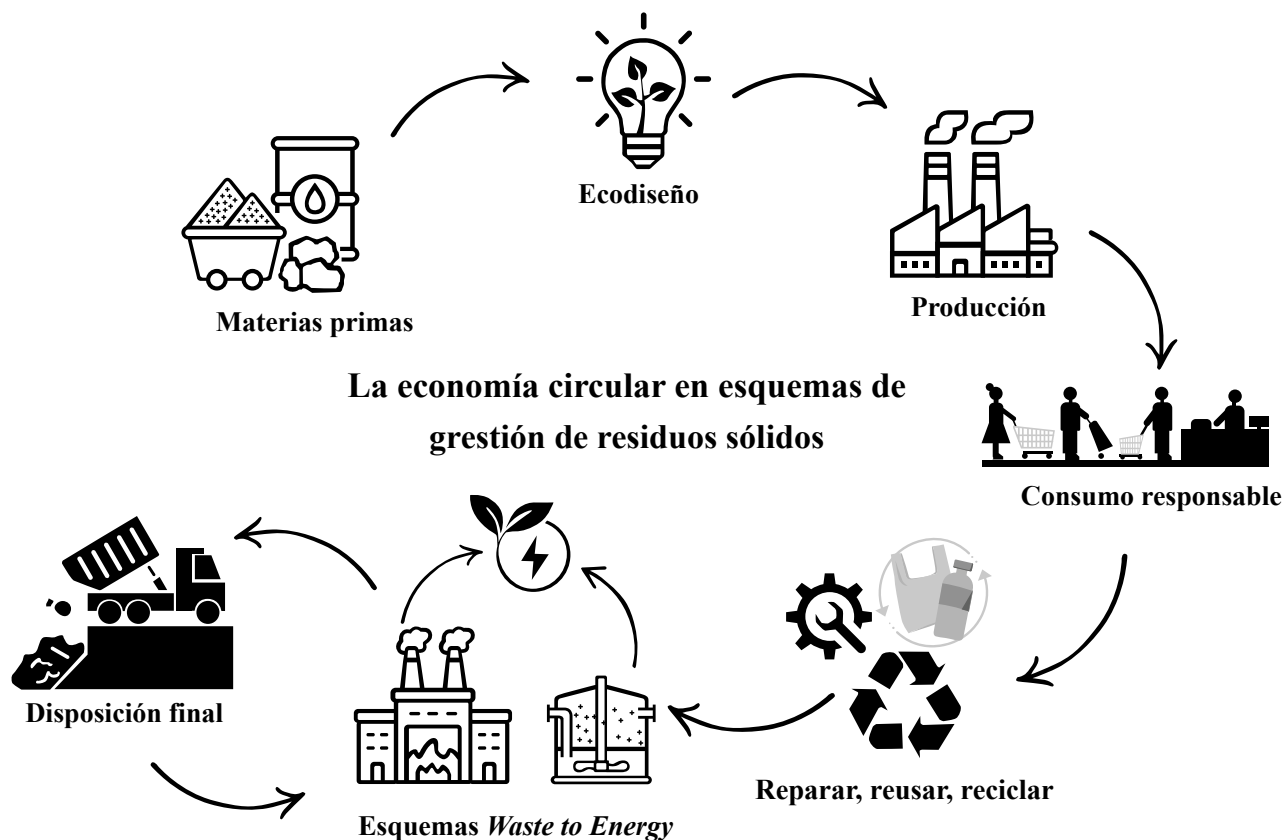 Ecodiseño
Materias primas
Producción
La economía circular en esquemas de
grestión de residuos sólidos
Consumo responsable
Disposición final
Reparar, reusar, reciclar
Esquemas Waste to Energy